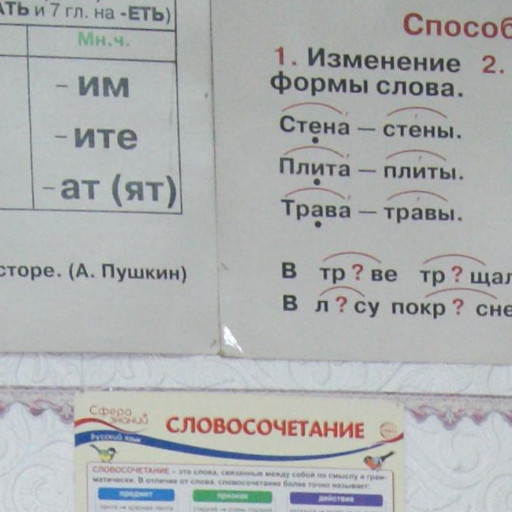 АТЬ и 7 гл. на -ЕТЬ)
Мн.ч.
- им
- ите
- ат (ят)
сторе. (А. Пушкин)
Способ
1. Изменение 2.
формы слова.
Стена — стены.
Плита — плиты.
Трава — травы.
В тр ? ве тр ? щал
В л ? су покр ? сне
Сфера знаний
СЛОВОСОЧЕТАНИЕ
Русский язык
СЛОВОСОЧЕТАНИЕ – это слова, связанные между собой по смыслу и грам-
матически. В отличие от слова, словосочетание более точно называет:
предмет признак действие